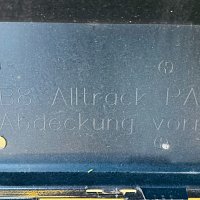 B8 Alltrack PA
Abdeckung vorn